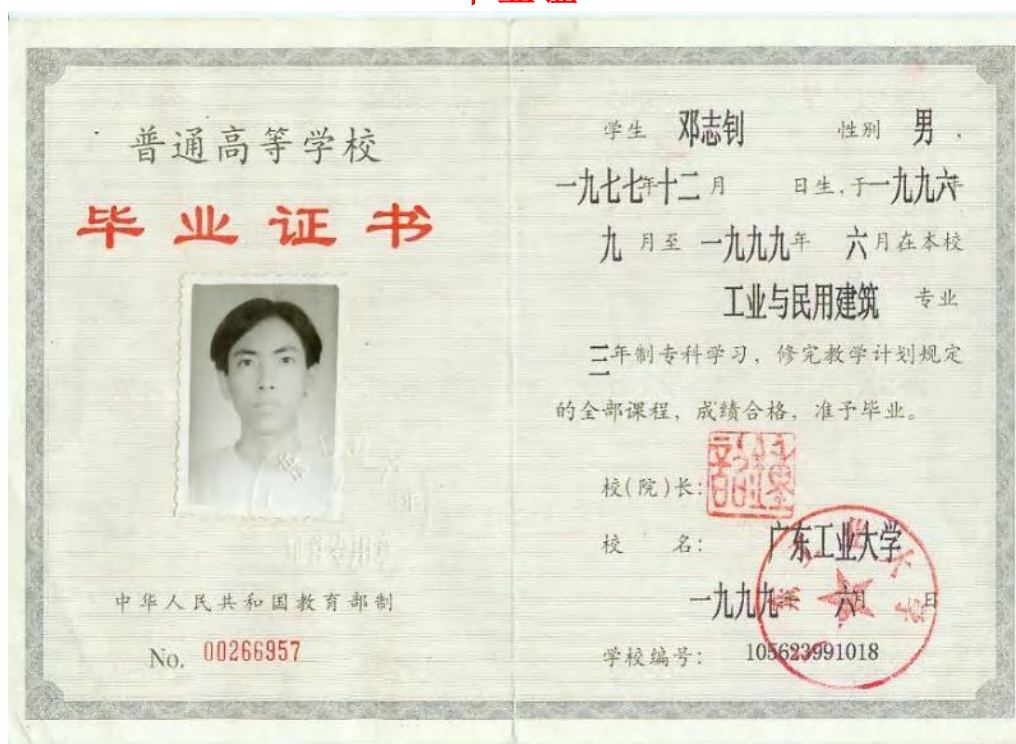 普通高等学校
毕业证书
中华人民共和国教育部制
No. 00266957
学生 邓志钊 性别 男,
一九七七年十二月 日生,于一九九六年
九月至一九九九年 六月在本校
工业与民用建筑 专业
三年制专科学习,修完教学计划规定
的全部课程,成绩合格,准予毕业。
校(院)长:
校 名: 广东工业大学
一九九九年 六月 日
学校编号: 105623991018